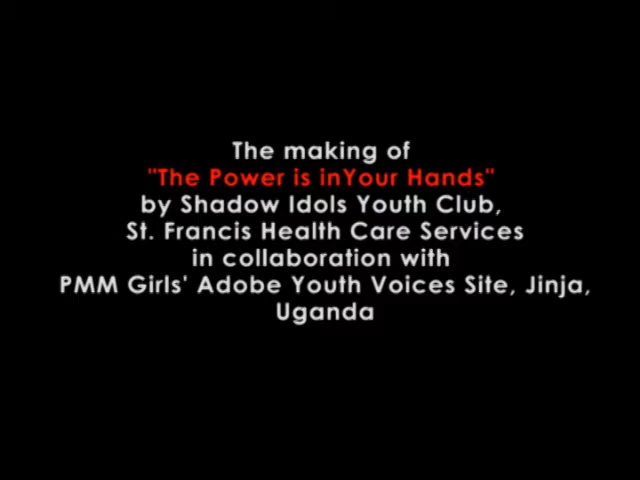 The making of
"The Power is inYour Hands"
by Shadow Idols Youth Club,
St. Francis Health Care Services
in collaboration with
PMM Girls' Adobe Youth Voices Site, Jinja,
Uganda